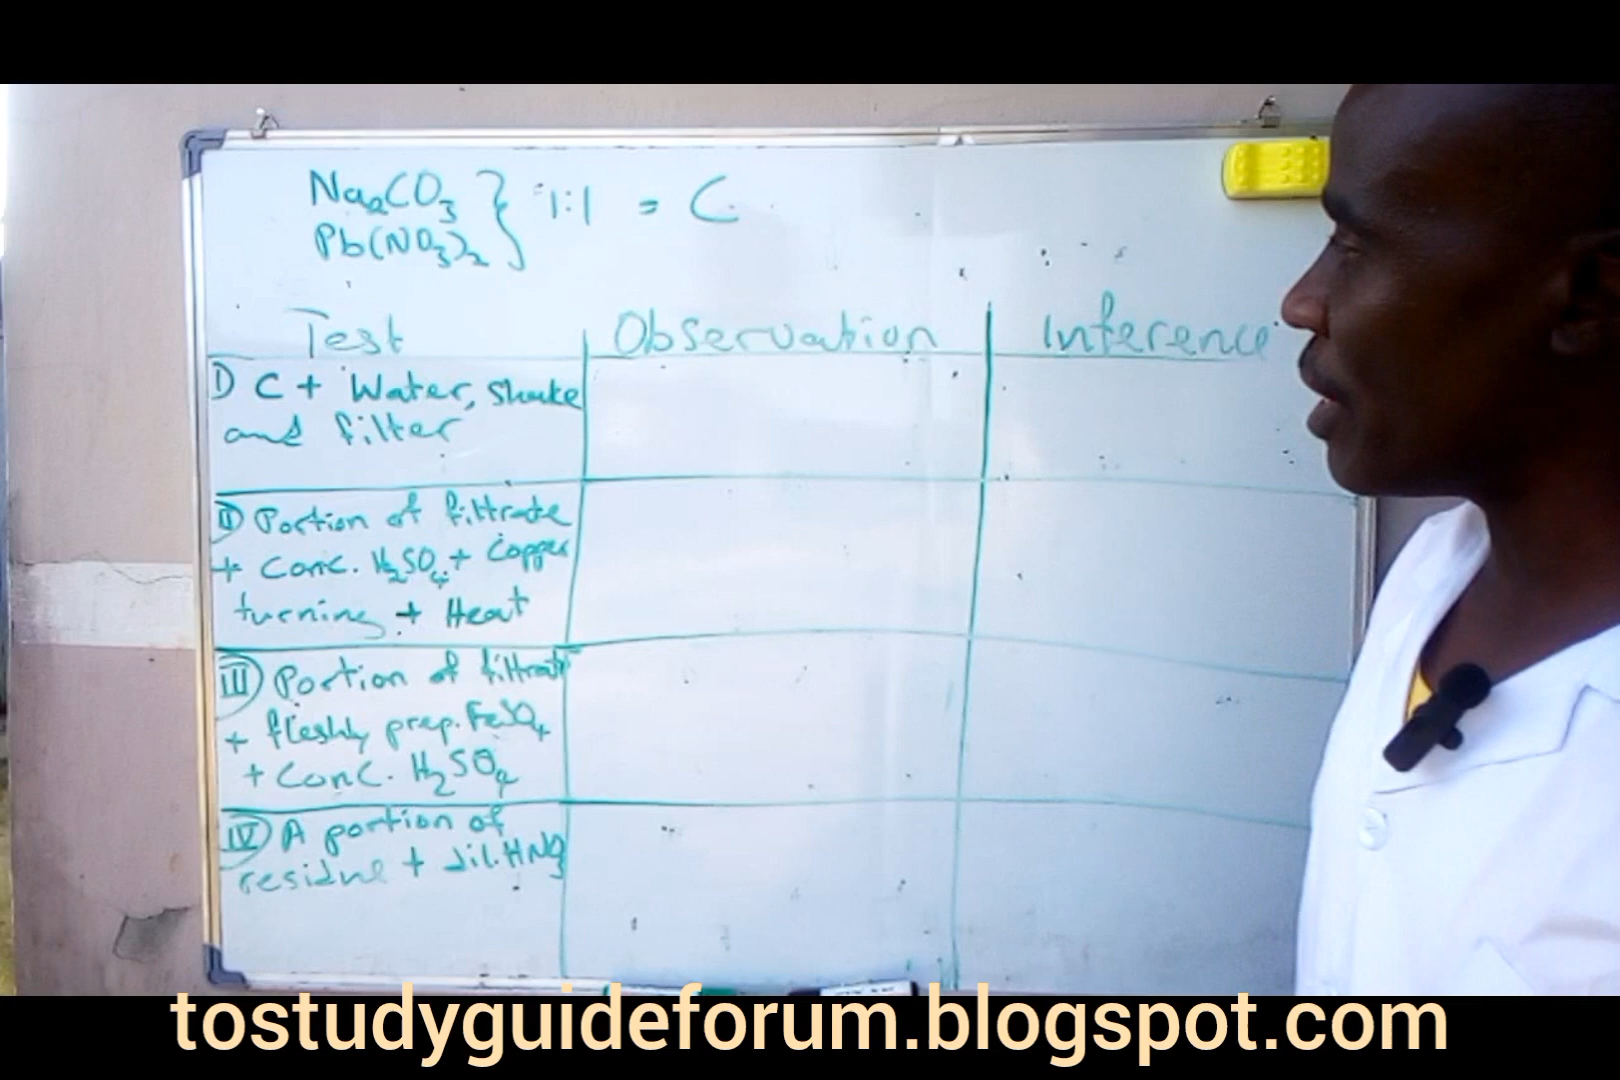 Na2CO3 } 1:1 = C
Pb(NO3)2
Test Observation Inference
I) C + Water, shake
and filter
II) Portion of filtrate
+ Conc. H2SO4 + Copper
turning + Heat
III) Portion of filtrate
+ fleshly prep. FeSO4
+ Conc. H2SO4
IV) A portion of
residue + dil. HNO3
tostudyguideforum.blogspot.com